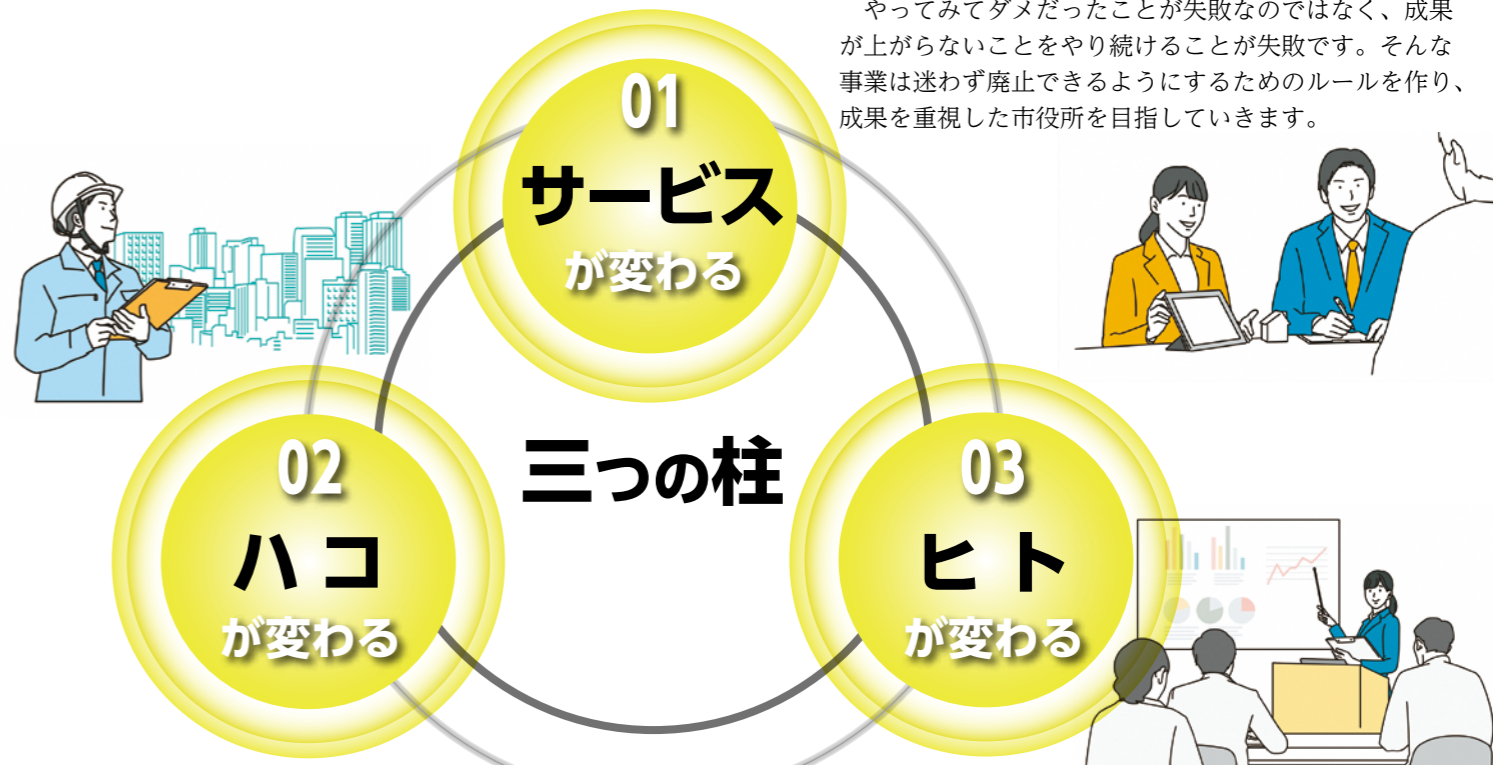 やってみてダメだったことが失敗なのではなく、成果
が上がらないことをやり続けることが失敗です。そんな
事業は迷わず廃止できるようにするためのルールを作り、
成果を重視した市役所を目指していきます。
01
サービス
が変わる
三つの柱
02
ハコ
が変わる
03
ヒト
が変わる